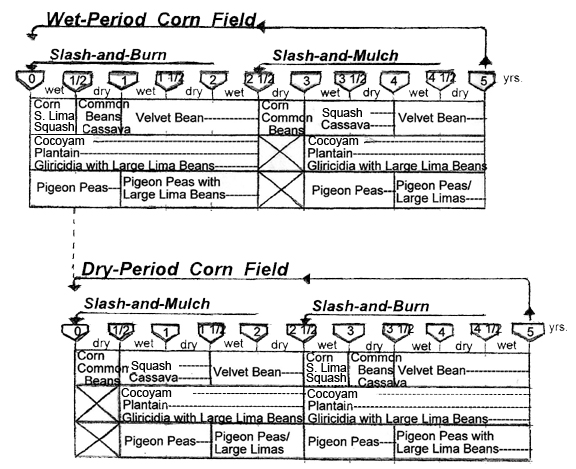 Wet-Period Corn Field
Slash-and-Burn Slash-and-Mulch
0 1/2 1 1 1/2 2 2 1/2 3 3 1/2 4 4 1/2 5 yrs.
wet dry wet dry wet dry wet dry wet dry
Corn Common Velvet Bean Corn Squash Velvet Bean
S. Lima Beans Common Cassava
Squash Cassava Beans
Cocoyam Cocoyam
Plantain Plantain
Gliricidia with Large Lima Beans Gliricidia with Large Lima Beans
Pigeon Peas Pigeon Peas with Pigeon Peas Pigeon Peas/
Large Lima Beans Large Limas
Dry-Period Corn Field
Slash-and-Mulch Slash-and-Burn
0 1/2 1 1 1/2 2 2 1/2 3 3 1/2 4 4 1/2 5 yrs.
dry wet dry wet dry wet dry wet dry wet
Corn Squash Velvet Bean Corn Common Velvet Bean
Common Cassava S. Lima Beans
Beans Squash Cassava
Cocoyam Cocoyam
Plantain Plantain
Gliricidia with Large Lima Beans Gliricidia with Large Lima Beans
Pigeon Peas Pigeon Peas/ Pigeon Peas Pigeon Peas with
Large Limas Large Lima Beans